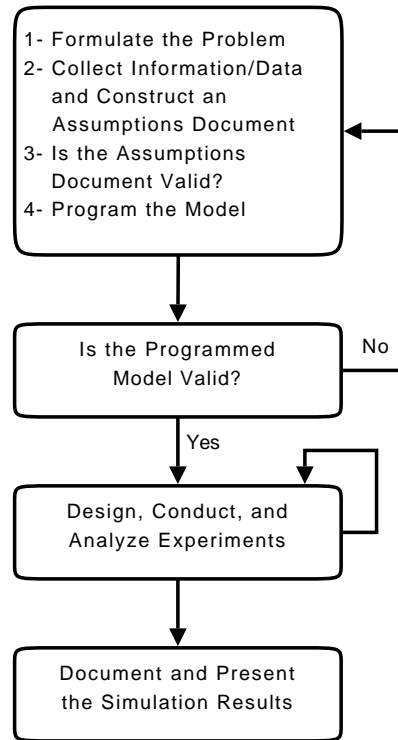 1- Formulate the Problem
2- Collect Information/Data
and Construct an
Assumptions Document
3- Is the Assumptions
Document Valid?
4- Program the Model
Is the Programmed
Model Valid?
No
Yes
Design, Conduct, and
Analyze Experiments
Document and Present
the Simulation Results